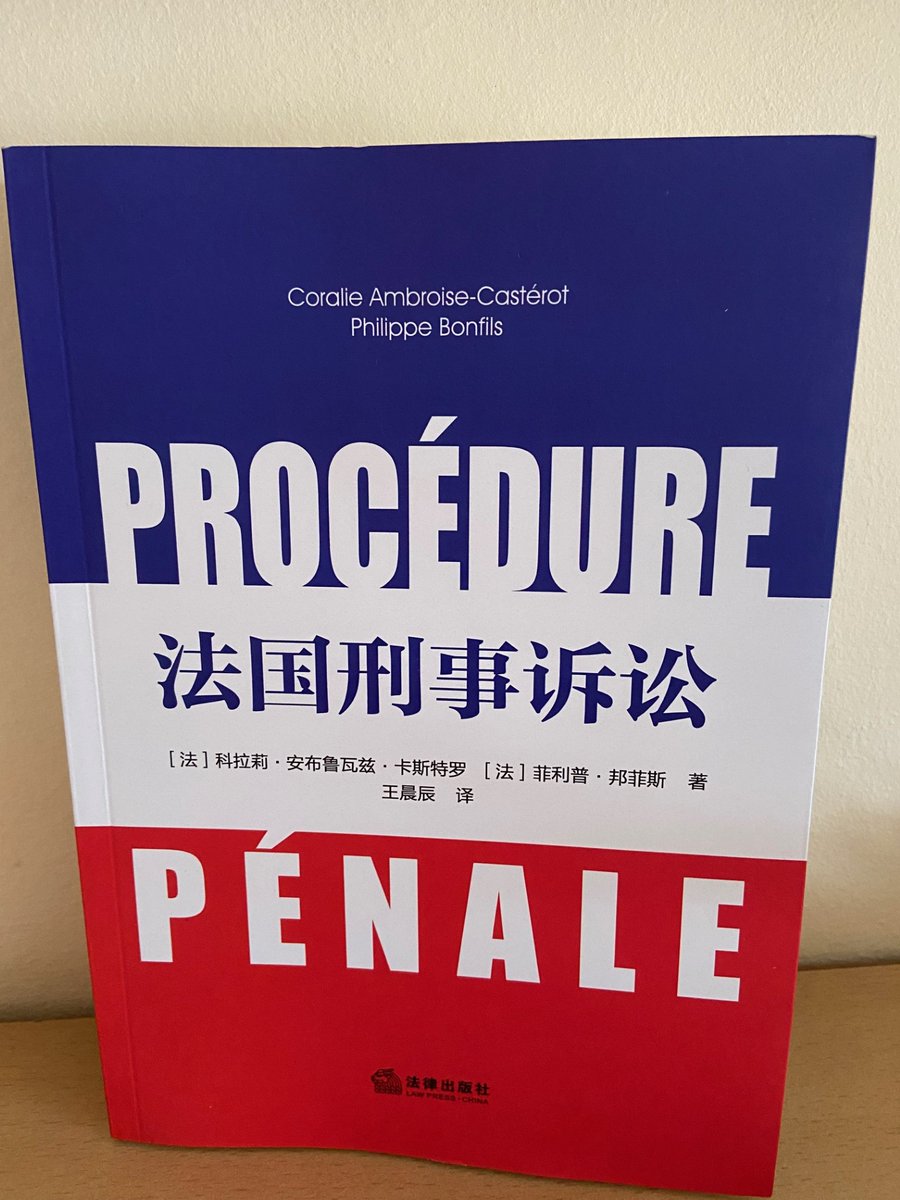 Coralie Ambroise-Castérot
Philippe Bonfils
PROCÉDURE
法国刑事诉讼
[法]科拉莉·安布鲁瓦兹·卡斯特罗 [法]菲利普·邦菲斯 著
王晨辰 译
PÉNALE
法律出版社
LAW PRESS·CHINA